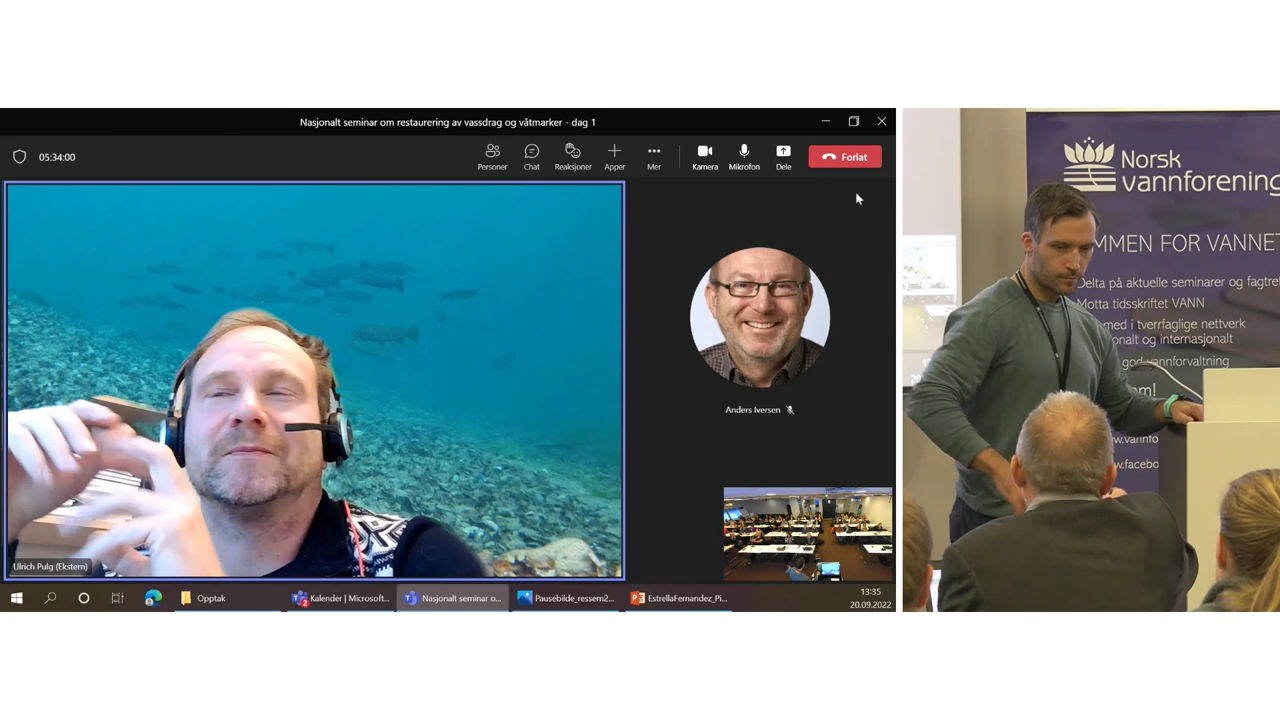 Nasjonalt seminar om restaurering av vassdrag og våtmarker - dag 1
05:34:00
Personer
Chat
Reaksjoner
Apper
Mer
Kamera
Mikrofon
Dele
Forlat
Anders Iversen
Ulrich Pulg (Ekstern)
Opptak
Kalender | Microsoft...
Nasjonalt seminar o...
Pausebilde_ressem2...
EstrellaFernandez_Pi...
13:35
20.09.2022
Norsk
vannforening
MMEN FOR VANNET
Delta på aktuelle seminarer og fagtre
Motta tidsskriftet VANN
med i tverrfaglige nettverk
onalt og internasjonalt
god vannforvaltning
om!
w.vannfo
w.facebo